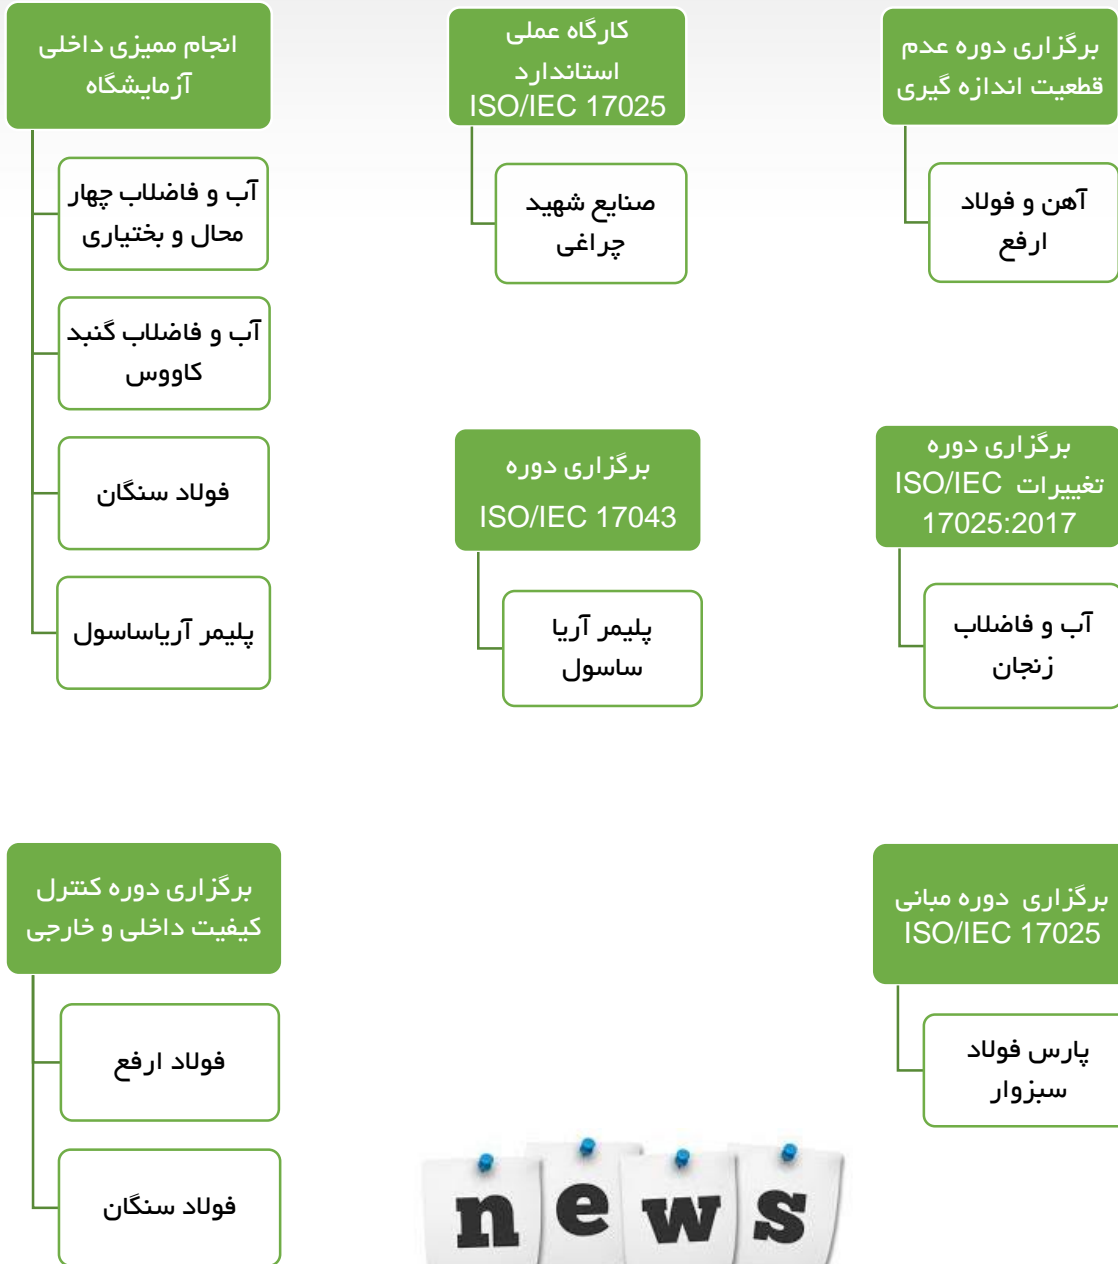 برگزاری دوره عدم
قطعیت اندازه گیری
آهن و فولاد
ارفع
کارگاه عملی
استاندارد
ISO/IEC 17025
صنایع شهید
چراغی
انجام ممیزی داخلی
آزمایشگاه
آب و فاضلاب چهار
محال و بختیاری
آب و فاضلاب گنبد
کاووس
فولاد سنگان
پلیمر آریاساسول
برگزاری دوره
تغییرات ISO/IEC
17025:2017
آب و فاضلاب
زنجان
برگزاری دوره
ISO/IEC 17043
پلیمر آریا
ساسول
برگزاری دوره مبانی
ISO/IEC 17025
پارس فولاد
سبزوار
برگزاری دوره کنترل
کیفیت داخلی و خارجی
فولاد ارفع
فولاد سنگان
news